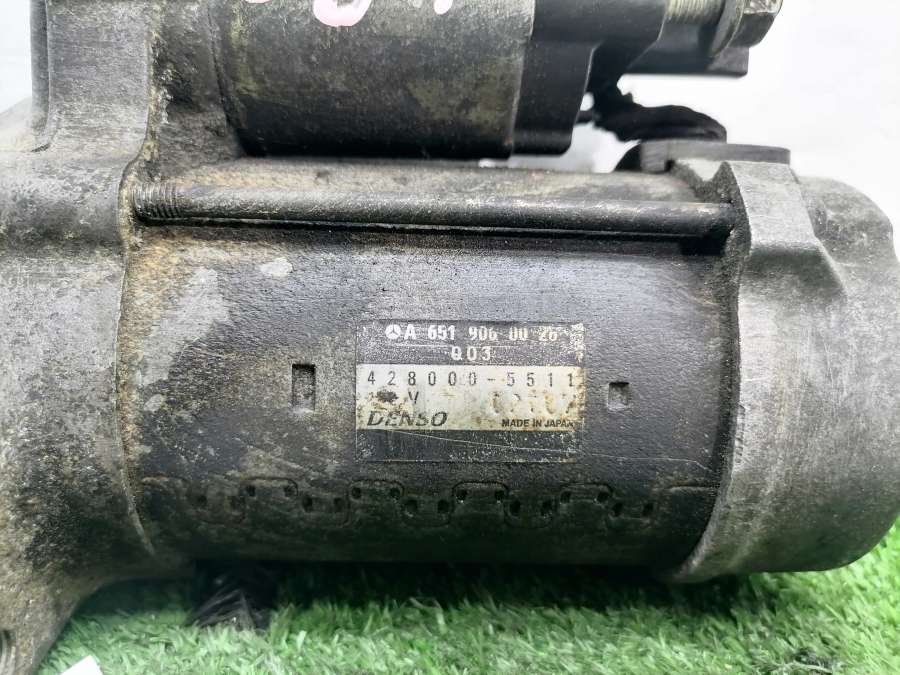 A 651 906 00 26
Q03
428000-5511
DENSO
MADE IN JAPAN